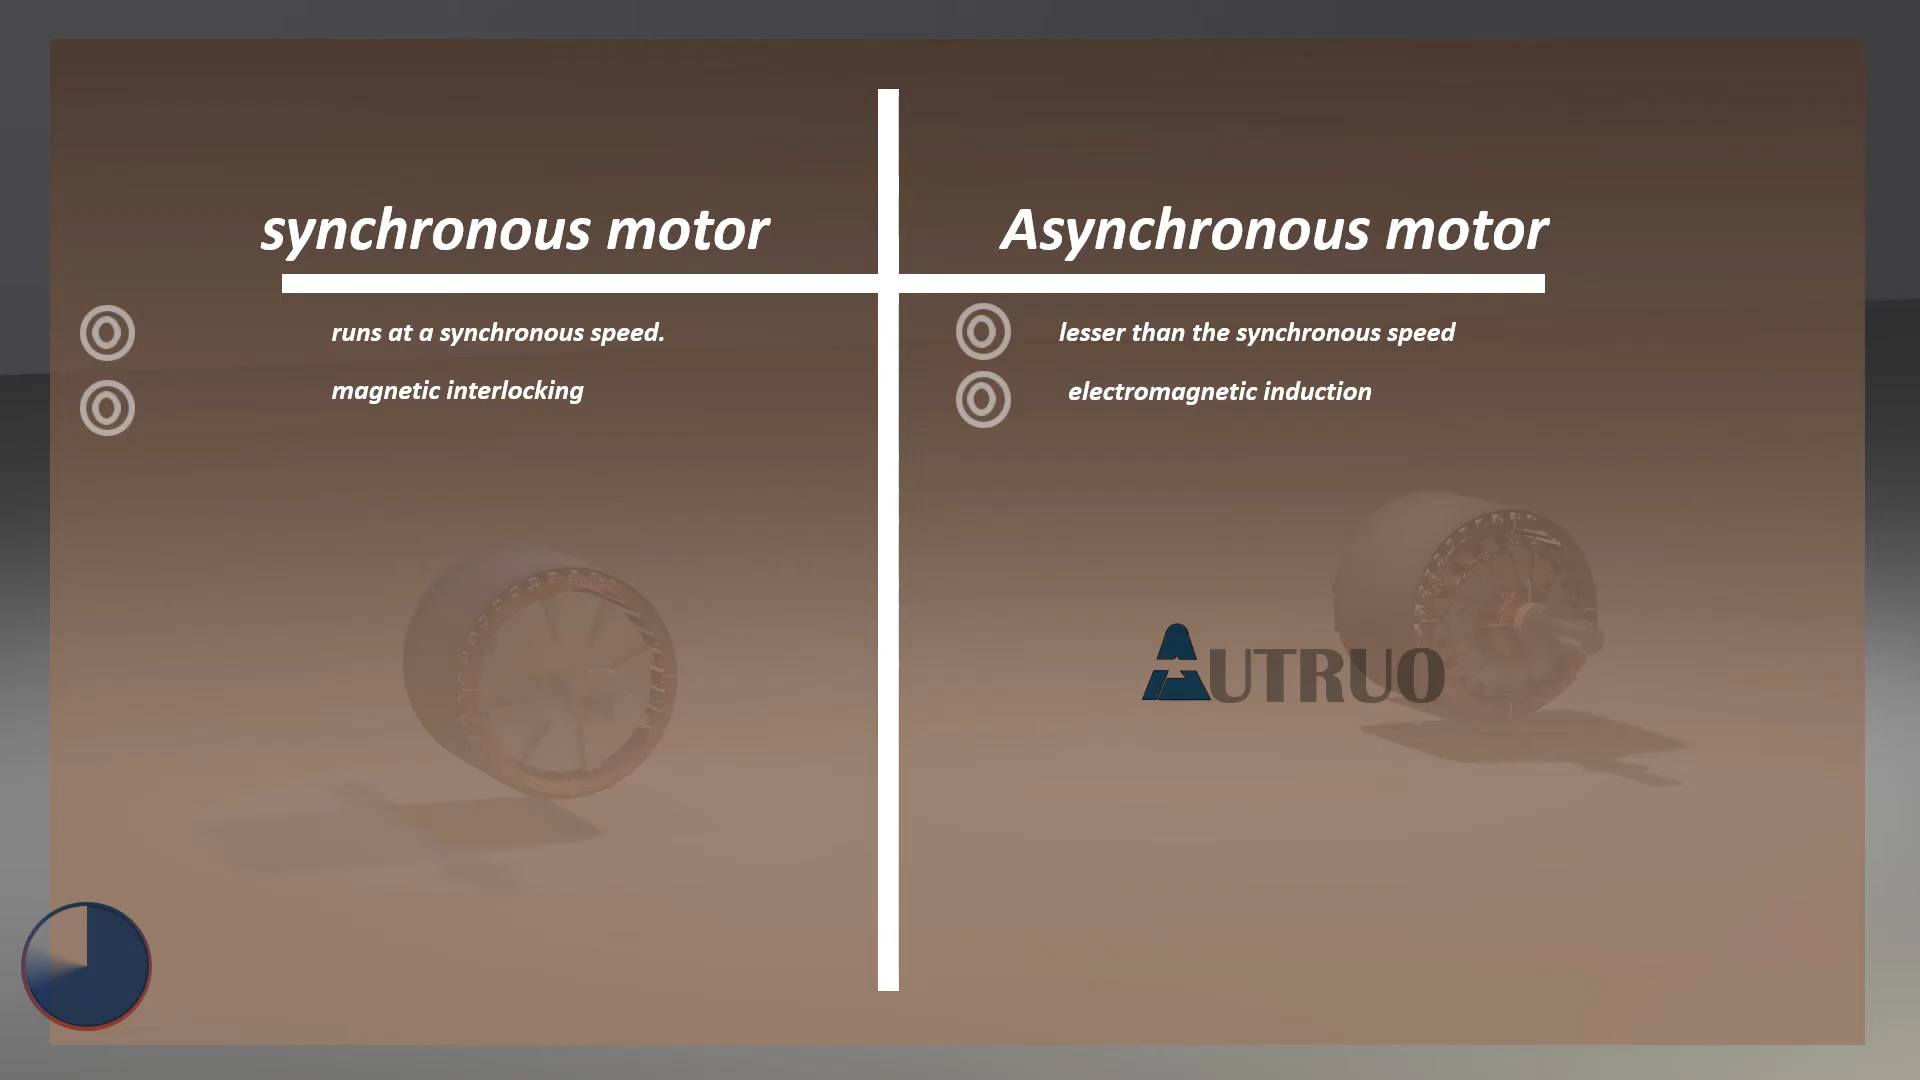 synchronous motor
Asynchronous motor
runs at a synchronous speed.
lesser than the synchronous speed
magnetic interlocking
electromagnetic induction
AUTRUO